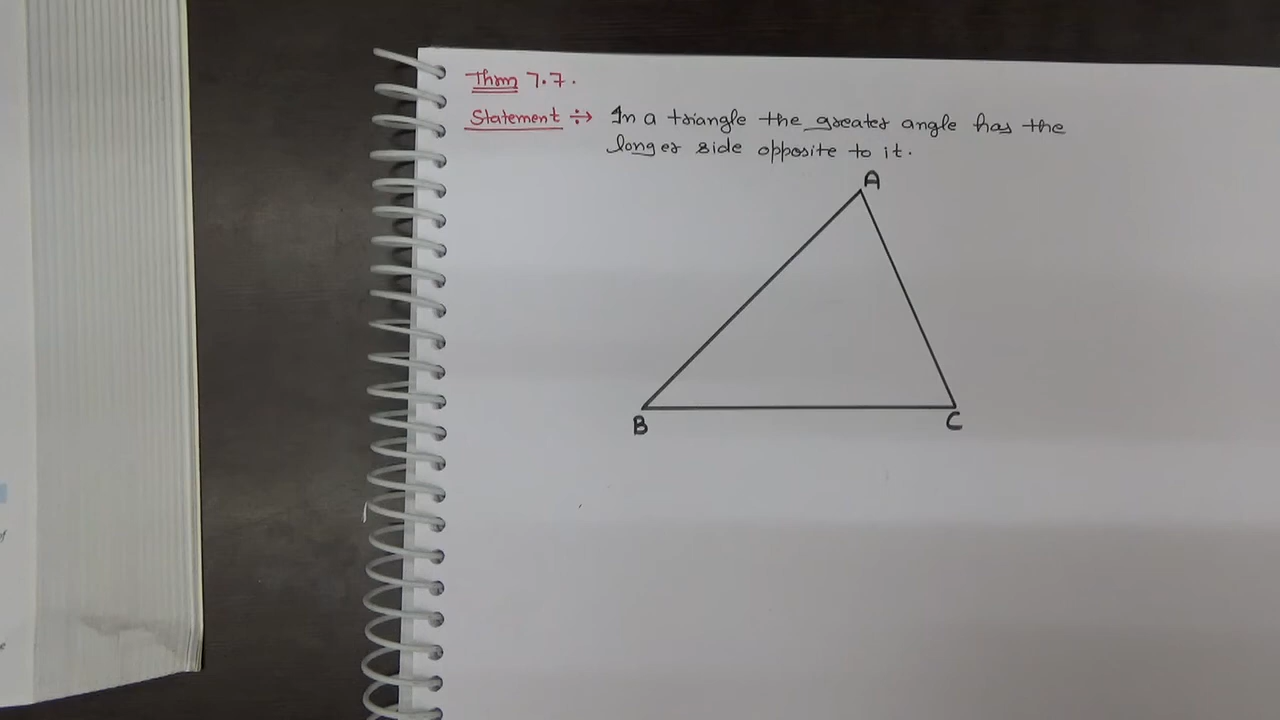 Thm 7.7.
Statement ÷→ In a triangle the greater angle has the
longer side opposite to it.
A
B
C